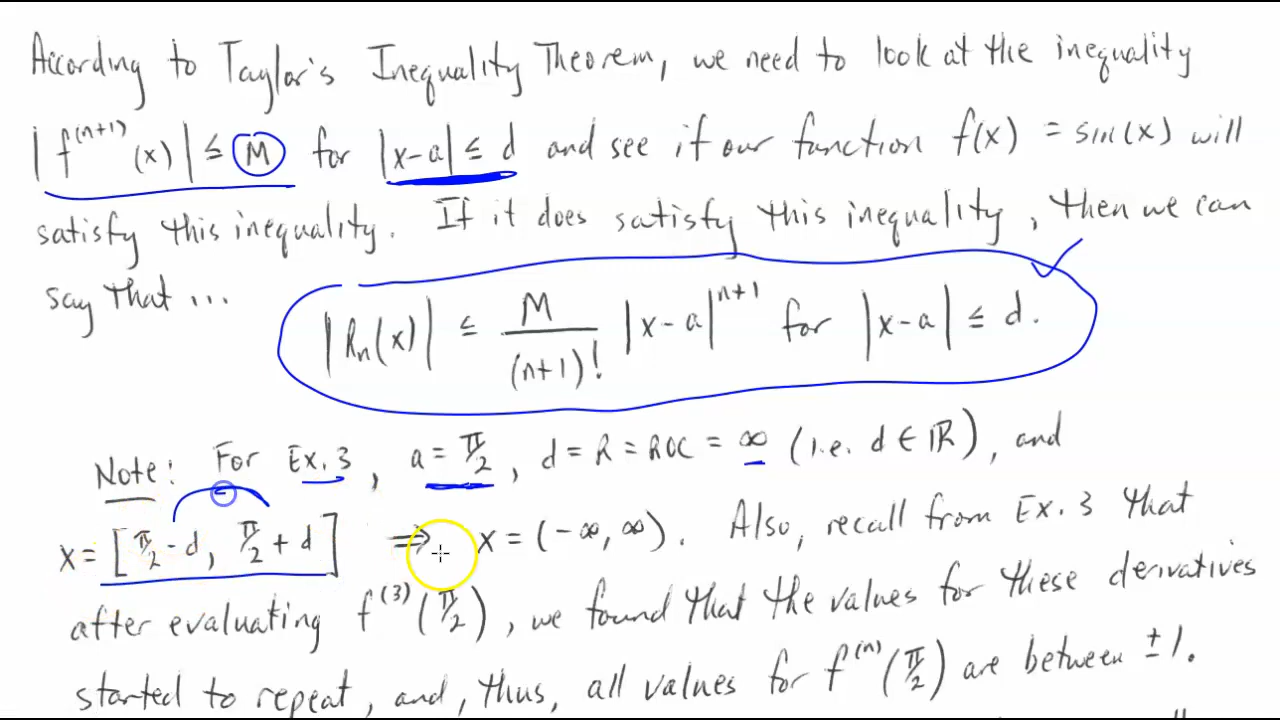 According to Taylor's Inequality Theorem, we need to look at the inequality
|f^(n+1)(x)| ≤ M for |x-a| ≤ d and see if our function f(x) = sin(x) will
satisfy this inequality. If it does satisfy this inequality, then we can
say that...
|Rn(x)| ≤ M/(n+1)! |x-a|^n+1 for |x-a| ≤ d.
Note: For Ex. 3, a = π/2, d = R = ROC = ∞ (i.e. d ∈ ℝ), and
x = [π/2 - d, π/2 + d] ⇒ x = (-∞, ∞). Also, recall from Ex. 3 that
after evaluating f^(3)(π/2), we found that the values for these derivatives
started to repeat, and, thus, all values for f^(n)(π/2) are between ±1.